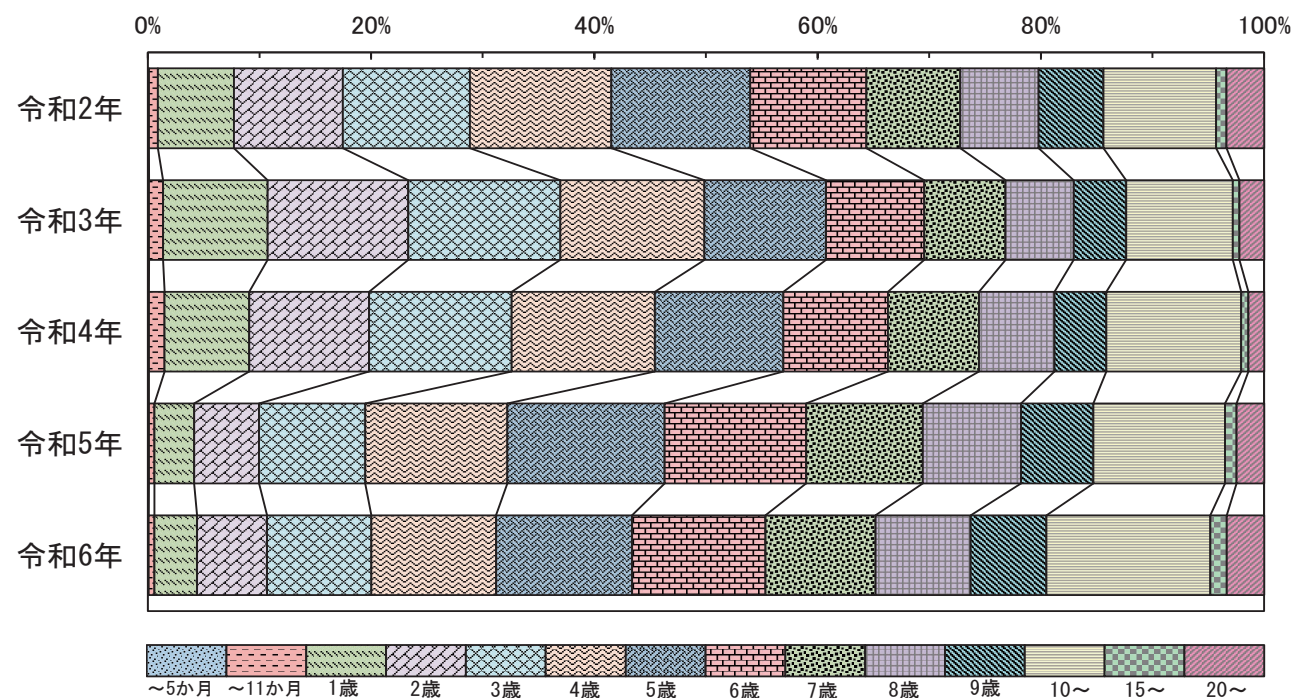 0% 20% 40% 60% 80% 100%
令和2年
令和3年
令和4年
令和5年
令和6年
～5か月 ～11か月 1歳 2歳 3歳 4歳 5歳 6歳 7歳 8歳 9歳 10～ 15～ 20～